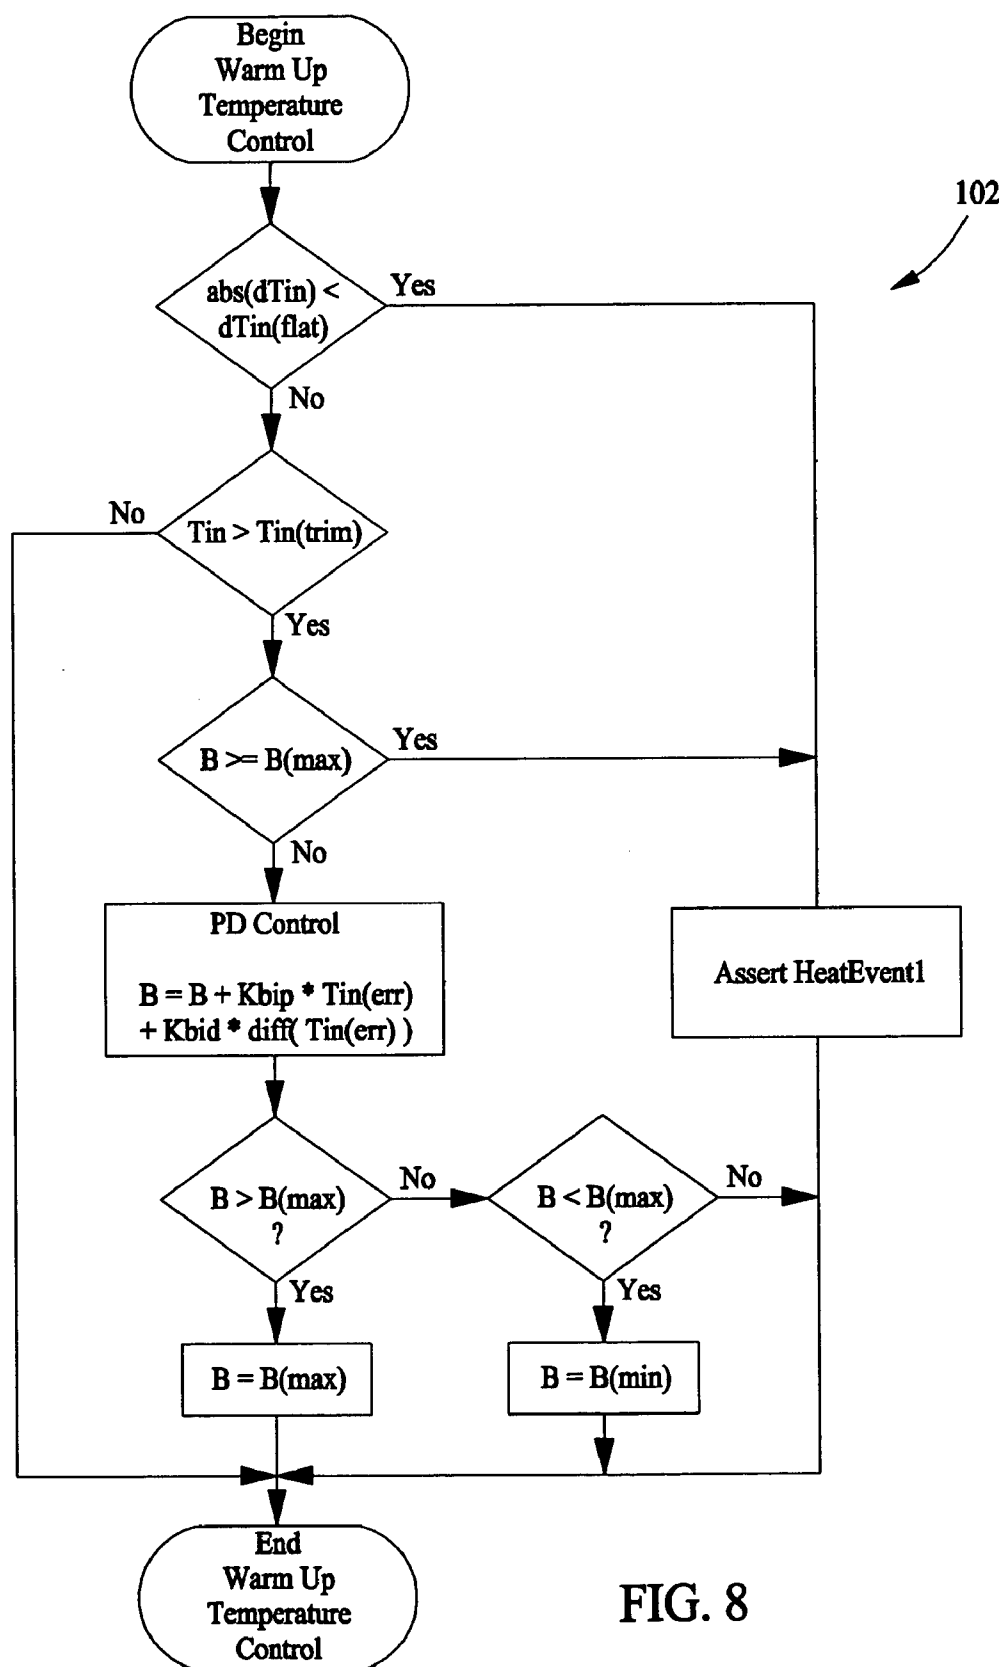 Begin
Warm Up
Temperature
Control
102
abs(dTin) <
dTin(flat)
Yes
No
No
Tin > Tin(trim)
Yes
B >= B(max)
Yes
No
PD Control
B = B + Kbip * Tin(err)
+ Kbid * diff( Tin(err) )
Assert HeatEvent1
B > B(max)
?
No
B < B(max)
?
No
Yes
Yes
B = B(max)
B = B(min)
End
Warm Up
Temperature
Control
FIG. 8